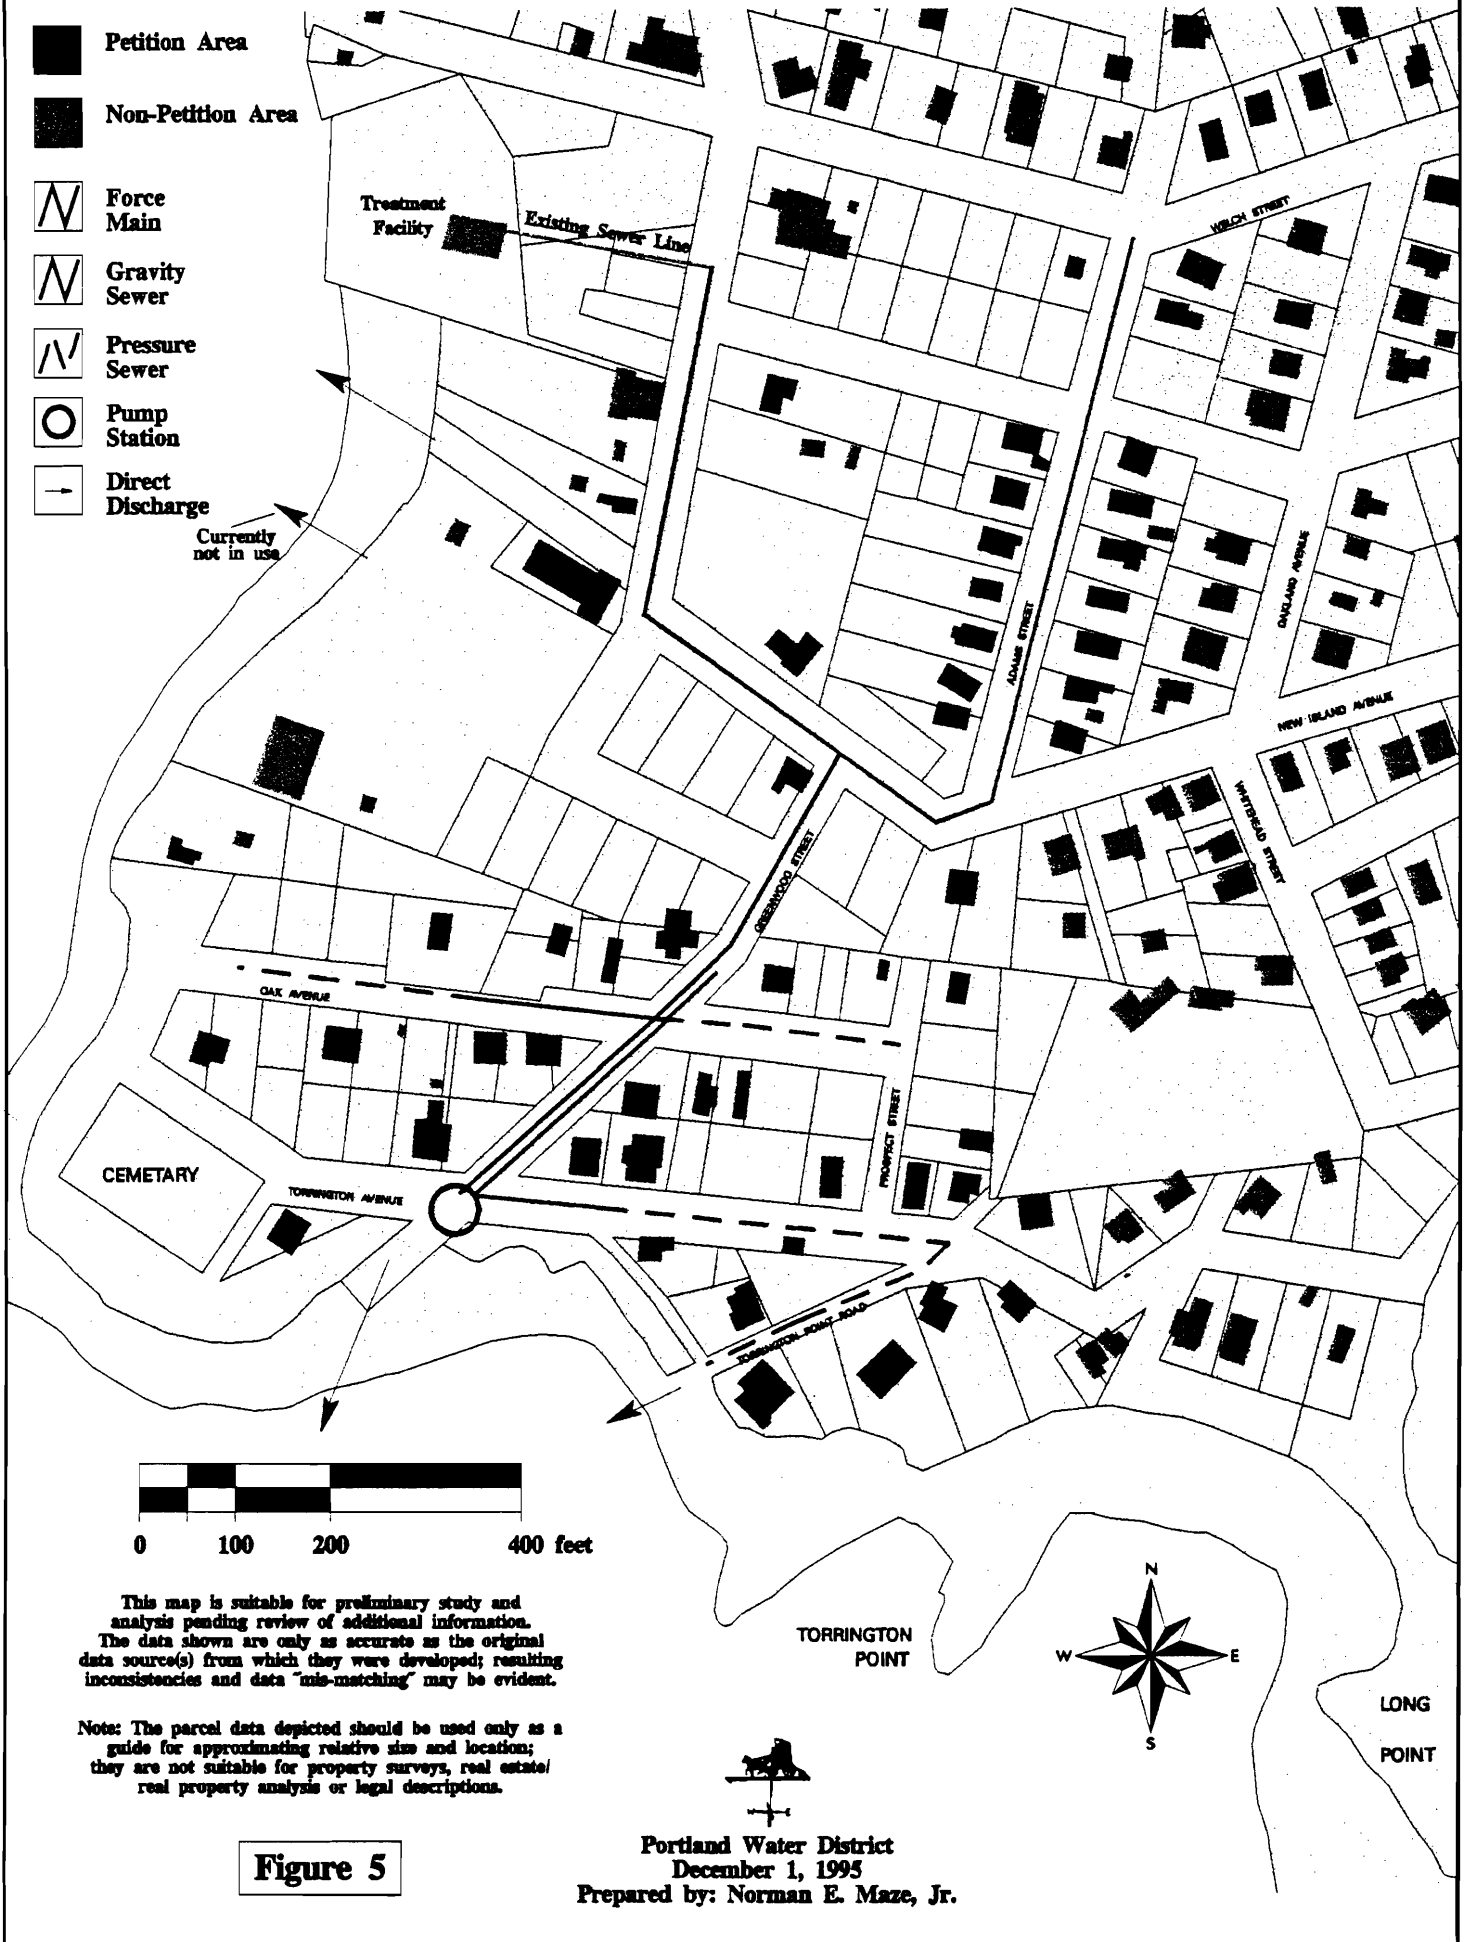 Petition Area
Non-Petition Area
Force
Main
Gravity
Sewer
Pressure
Sewer
Pump
Station
Direct
Discharge
Currently
not in use
Treatment
Facility
Existing Sewer Line
WELCH STREET
OAKLAND AVENUE
ADAMS STREET
NEW ISLAND AVENUE
WHITEHEAD STREET
GREENWOOD STREET
OAK AVENUE
PROSPECT STREET
CEMETARY
TORRINGTON AVENUE
TORRINGTON POINT ROAD
0 100 200 400 feet
This map is suitable for preliminary study and
analysis pending review of additional information.
The data shown are only as accurate as the original
data source(s) from which they were developed; resulting
inconsistencies and data "mis-matching" may be evident.
Note: The parcel data depicted should be used only as a
guide for approximating relative size and location;
they are not suitable for property surveys, real estate/
real property analysis or legal descriptions.
Figure 5
TORRINGTON
POINT
N
W E
S
LONG
POINT
Portland Water District
December 1, 1995
Prepared by: Norman E. Maze, Jr.